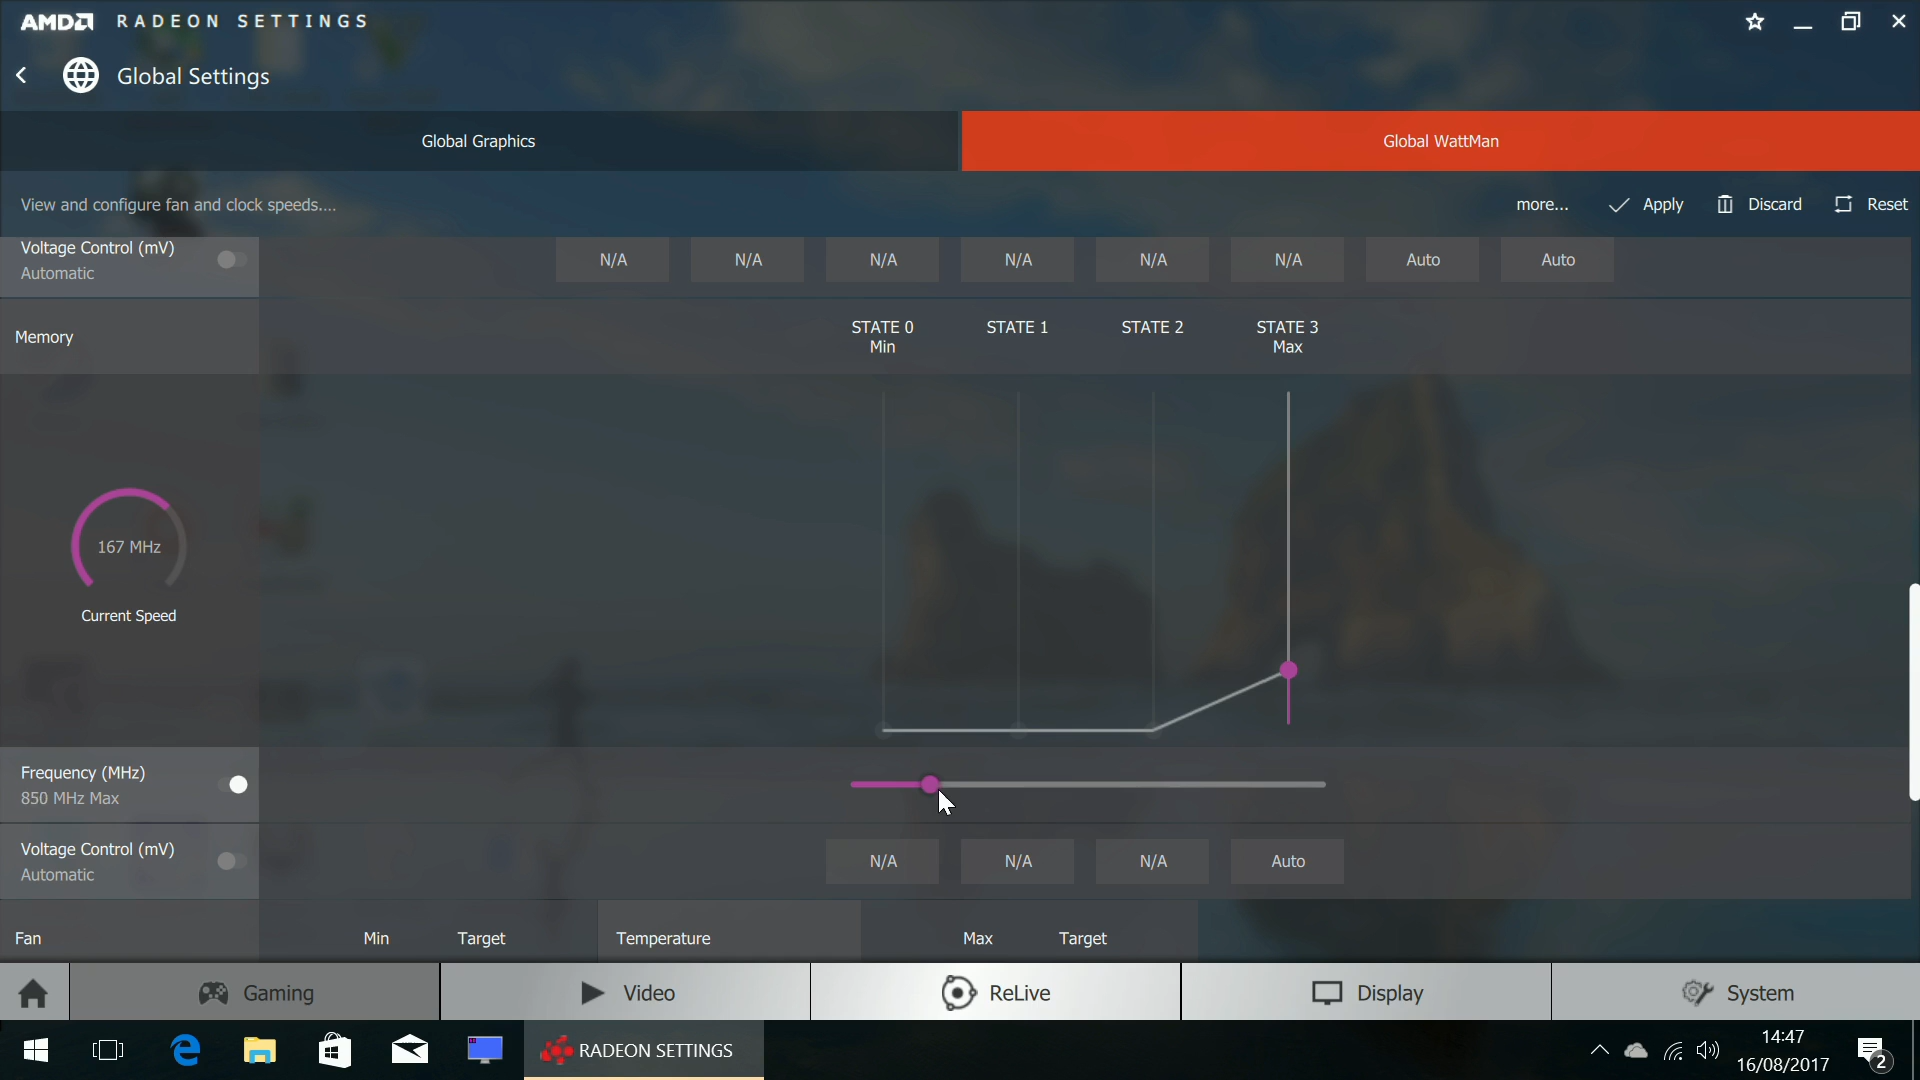 AMD RADEON SETTINGS
Global Settings
Global Graphics
Global WattMan
View and configure fan and clock speeds....
more...
Apply
Discard
Reset
Voltage Control (mV)
Automatic
N/A N/A N/A N/A N/A N/A Auto Auto
Memory
STATE 0 STATE 1 STATE 2 STATE 3
Min Max
167 MHz
Current Speed
Frequency (MHz)
850 MHz Max
Voltage Control (mV)
Automatic
N/A N/A N/A Auto
Fan Min Target Temperature Max Target
Gaming Video ReLive Display System
RADEON SETTINGS
14:47
16/08/2017
2